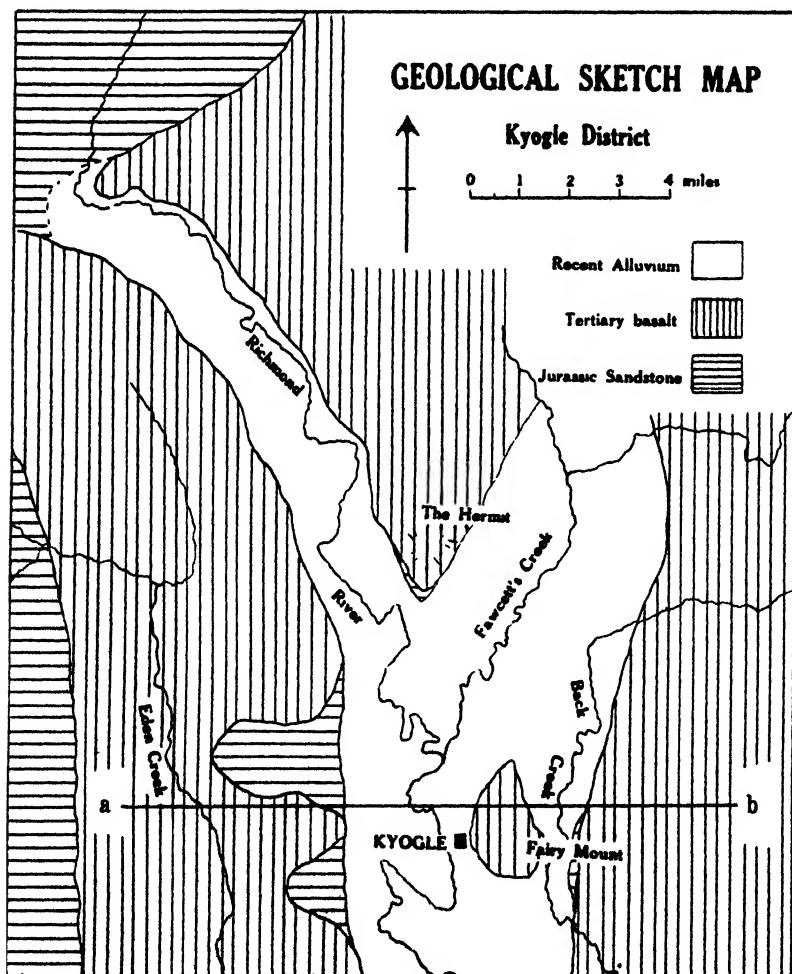 GEOLOGICAL SKETCH MAP
Kyogle District
0 1 2 3 4 miles
Recent Alluvium
Tertiary basalt
Jurassic Sandstone
Richmond
The Hermit
Fawcett's Creek
River
Back
Creek
Eden Creek
a
b
KYOGLE
Fairy Mount